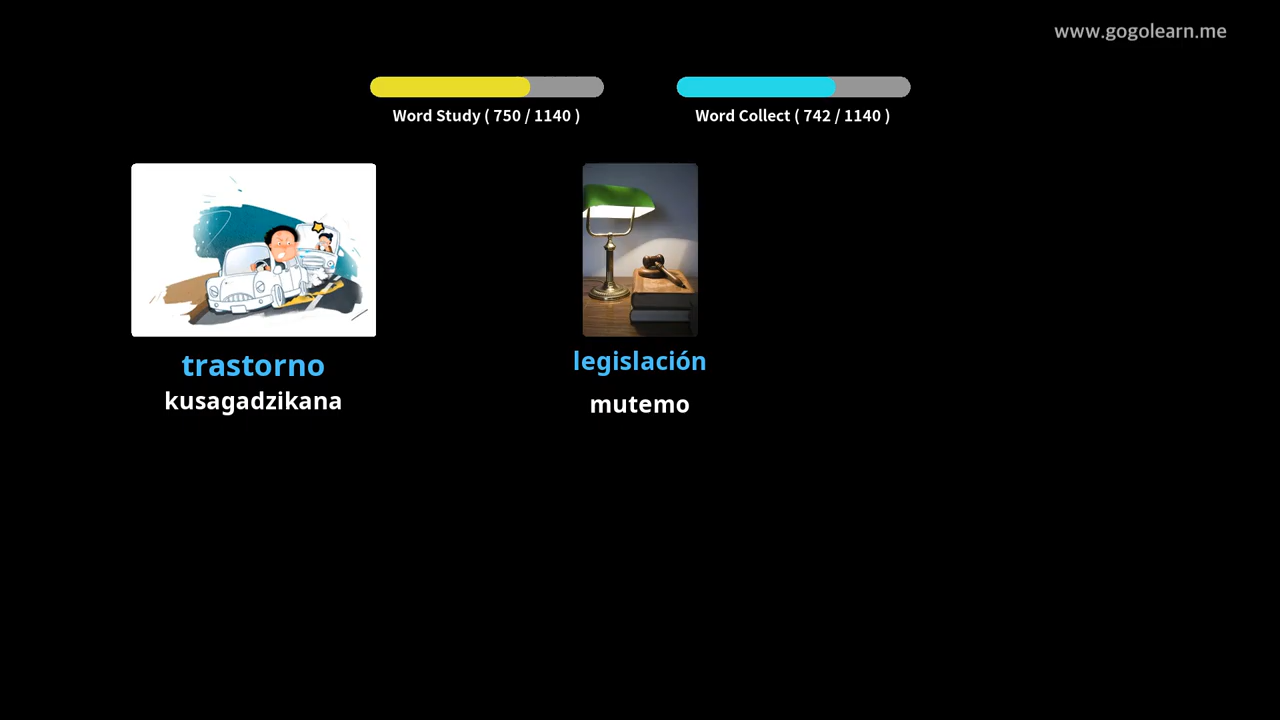 www.gogolearn.me
Word Study ( 750 / 1140 )
Word Collect ( 742 / 1140 )
trastorno
kusagadzikana
legislación
mutemo